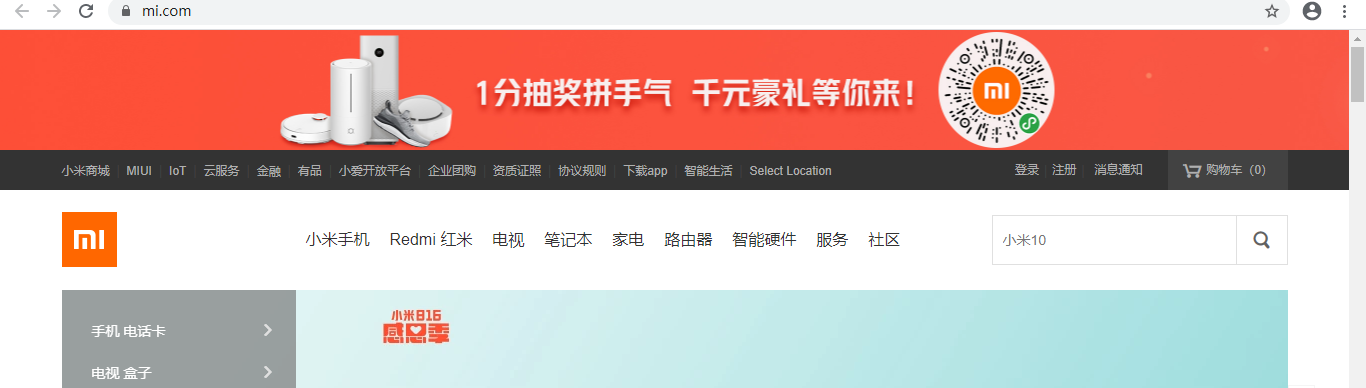 mi.com
1分抽奖拼手气 千元豪礼等你来!
小米商城 MIUI IoT 云服务 金融 有品 小爱开放平台 企业团购 资质证照 协议规则 下载app 智能生活 Select Location 登录 注册 消息通知 购物车 (0)
小米手机 Redmi 红米 电视 笔记本 家电 路由器 智能硬件 服务 社区 小米10
手机 电话卡
小米816
感恩季
电视 盒子